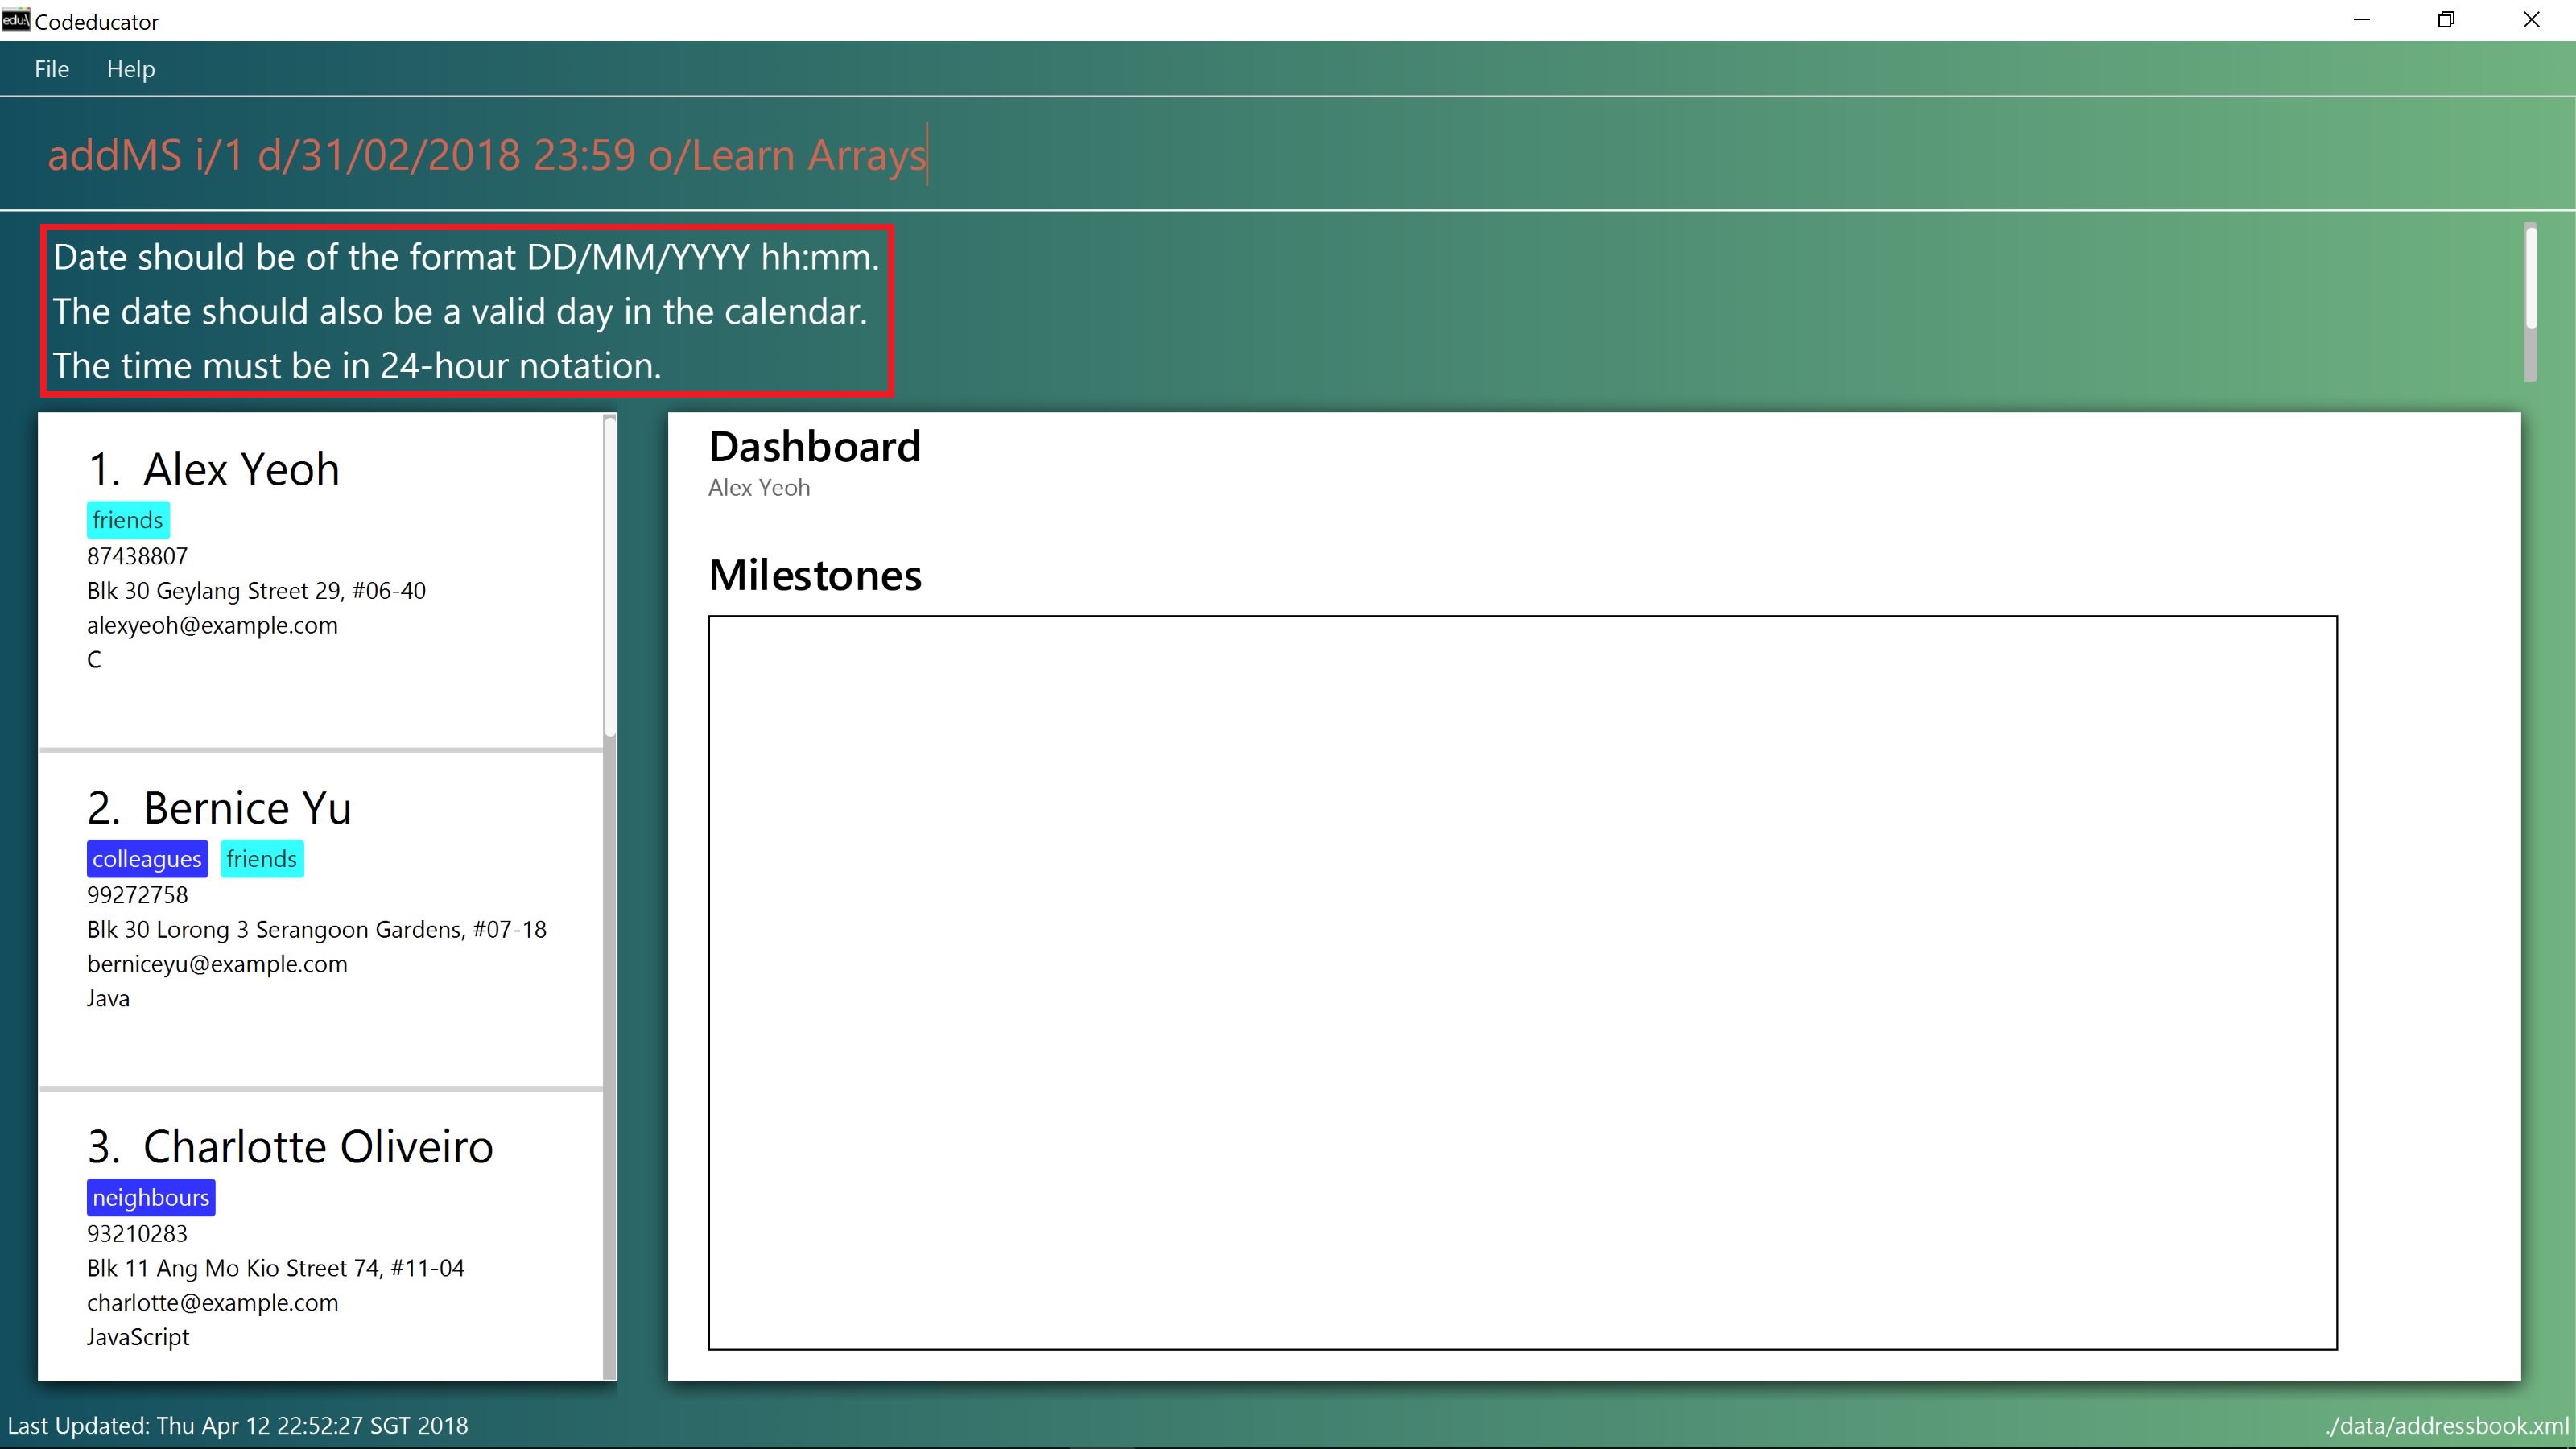 edu:\ Codeducator
File Help
addMS i/1 d/31/02/2018 23:59 o/Learn Arrays
Date should be of the format DD/MM/YYYY hh:mm.
The date should also be a valid day in the calendar.
The time must be in 24-hour notation.
1. Alex Yeoh
friends
87438807
Blk 30 Geylang Street 29, #06-40
alexyeoh@example.com
C
2. Bernice Yu
colleagues friends
99272758
Blk 30 Lorong 3 Serangoon Gardens, #07-18
berniceyu@example.com
Java
3. Charlotte Oliveiro
neighbours
93210283
Blk 11 Ang Mo Kio Street 74, #11-04
charlotte@example.com
JavaScript
Dashboard
Alex Yeoh
Milestones
Last Updated: Thu Apr 12 22:52:27 SGT 2018
./data/addressbook.xml